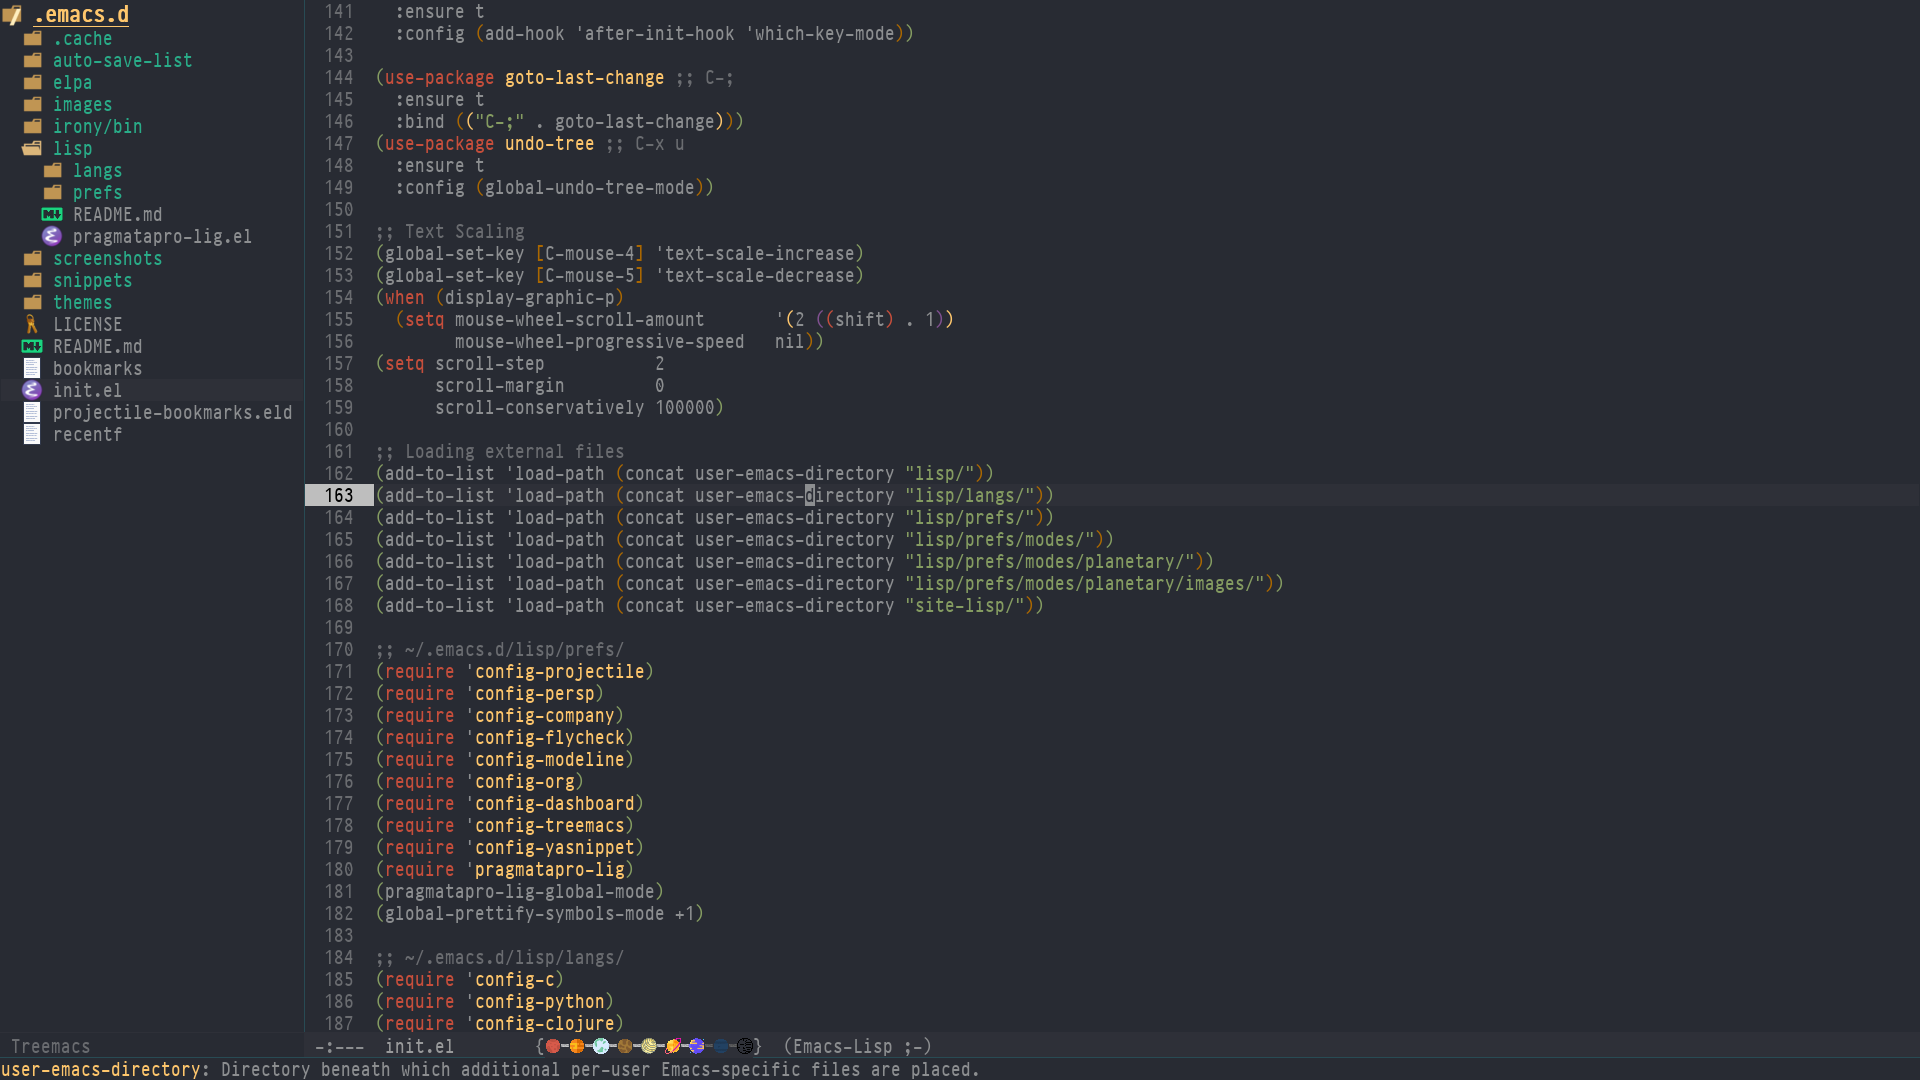 .emacs.d
.cache
auto-save-list
elpa
images
irony/bin
lisp
langs
prefs
README.md
pragmatapro-lig.el
screenshots
snippets
themes
LICENSE
README.md
bookmarks
init.el
projectile-bookmarks.eld
recentf
Treemacs
141   :ensure t
142   :config (add-hook 'after-init-hook 'which-key-mode))
143
144 (use-package goto-last-change ;; C-;
145   :ensure t
146   :bind (("C-;" . goto-last-change)))
147 (use-package undo-tree ;; C-x u
148   :ensure t
149   :config (global-undo-tree-mode))
150
151 ;; Text Scaling
152 (global-set-key [C-mouse-4] 'text-scale-increase)
153 (global-set-key [C-mouse-5] 'text-scale-decrease)
154 (when (display-graphic-p)
155   (setq mouse-wheel-scroll-amount       '(2 ((shift) . 1))
156         mouse-wheel-progressive-speed   nil))
157 (setq scroll-step           2
158       scroll-margin         0
159       scroll-conservatively 100000)
160
161 ;; Loading external files
162 (add-to-list 'load-path (concat user-emacs-directory "lisp/"))
163 (add-to-list 'load-path (concat user-emacs-directory "lisp/langs/"))
164 (add-to-list 'load-path (concat user-emacs-directory "lisp/prefs/"))
165 (add-to-list 'load-path (concat user-emacs-directory "lisp/prefs/modes/"))
166 (add-to-list 'load-path (concat user-emacs-directory "lisp/prefs/modes/planetary/"))
167 (add-to-list 'load-path (concat user-emacs-directory "lisp/prefs/modes/planetary/images/"))
168 (add-to-list 'load-path (concat user-emacs-directory "site-lisp/"))
169
170 ;; ~/.emacs.d/lisp/prefs/
171 (require 'config-projectile)
172 (require 'config-persp)
173 (require 'config-company)
174 (require 'config-flycheck)
175 (require 'config-modeline)
176 (require 'config-org)
177 (require 'config-dashboard)
178 (require 'config-treemacs)
179 (require 'config-yasnippet)
180 (require 'pragmatapro-lig)
181 (pragmatapro-lig-global-mode)
182 (global-prettify-symbols-mode +1)
183
184 ;; ~/.emacs.d/lisp/langs/
185 (require 'config-c)
186 (require 'config-python)
187 (require 'config-clojure)
-:---  init.el        {}  (Emacs-Lisp ;-)
user-emacs-directory: Directory beneath which additional per-user Emacs-specific files are placed.